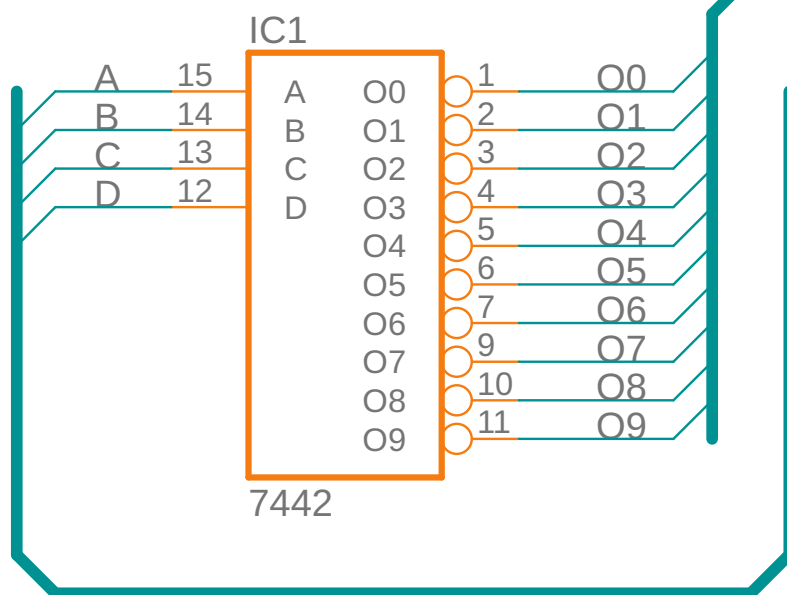 IC1
A 15 A O0 1 O0
B 14 B O1 2 O1
C 13 C O2 3 O2
D 12 D O3 4 O3
O4 5 O4
O5 6 O5
O6 7 O6
O7 9 O7
O8 10 O8
O9 11 O9
7442